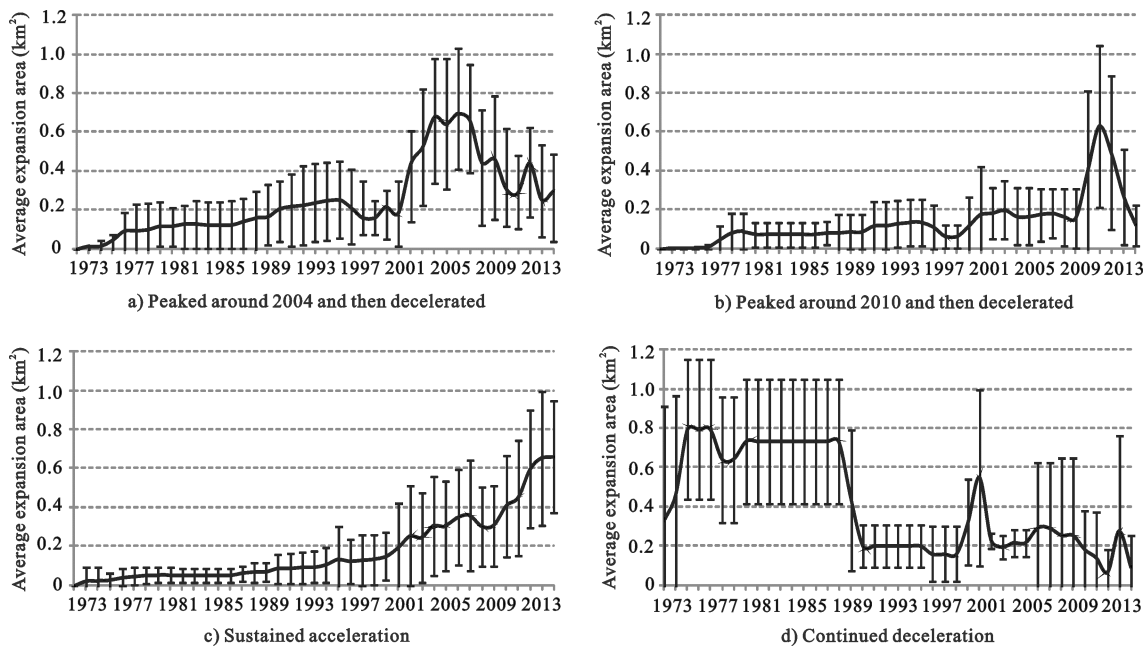 Average expansion area (km²)
1.2
1.0
0.8
0.6
0.4
0.2
0
1973 1977 1981 1985 1989 1993 1997 2001 2005 2009 2013
a) Peaked around 2004 and then decelerated
Average expansion area (km²)
1.2
1.0
0.8
0.6
0.4
0.2
0
1973 1977 1981 1985 1989 1993 1997 2001 2005 2009 2013
b) Peaked around 2010 and then decelerated
Average expansion area (km²)
1.2
1.0
0.8
0.6
0.4
0.2
0
1973 1977 1981 1985 1989 1993 1997 2001 2005 2009 2013
c) Sustained acceleration
Average expansion area (km²)
1.2
1.0
0.8
0.6
0.4
0.2
0
1973 1977 1981 1985 1989 1993 1997 2001 2005 2009 2013
d) Continued deceleration